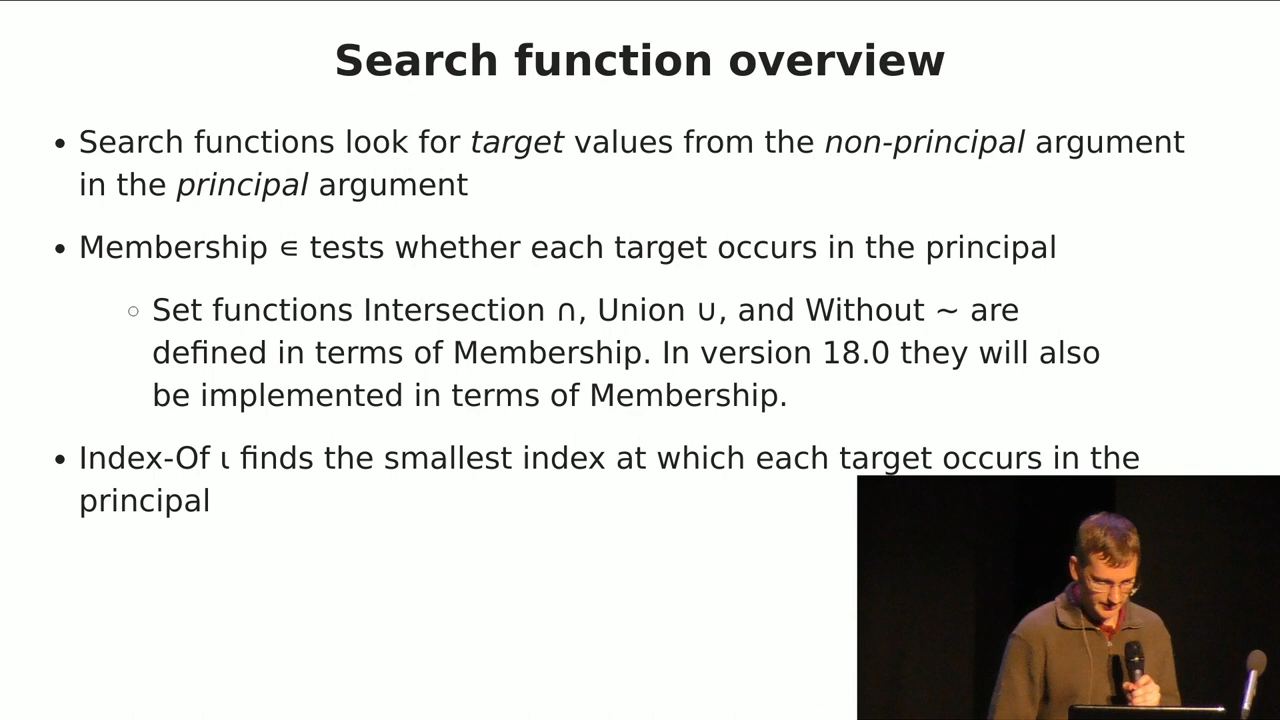 Search function overview
• Search functions look for target values from the non-principal argument
in the principal argument
• Membership ∊ tests whether each target occurs in the principal
◦ Set functions Intersection ∩, Union ∪, and Without ~ are
defined in terms of Membership. In version 18.0 they will also
be implemented in terms of Membership.
• Index-Of ⍳ finds the smallest index at which each target occurs in the
principal